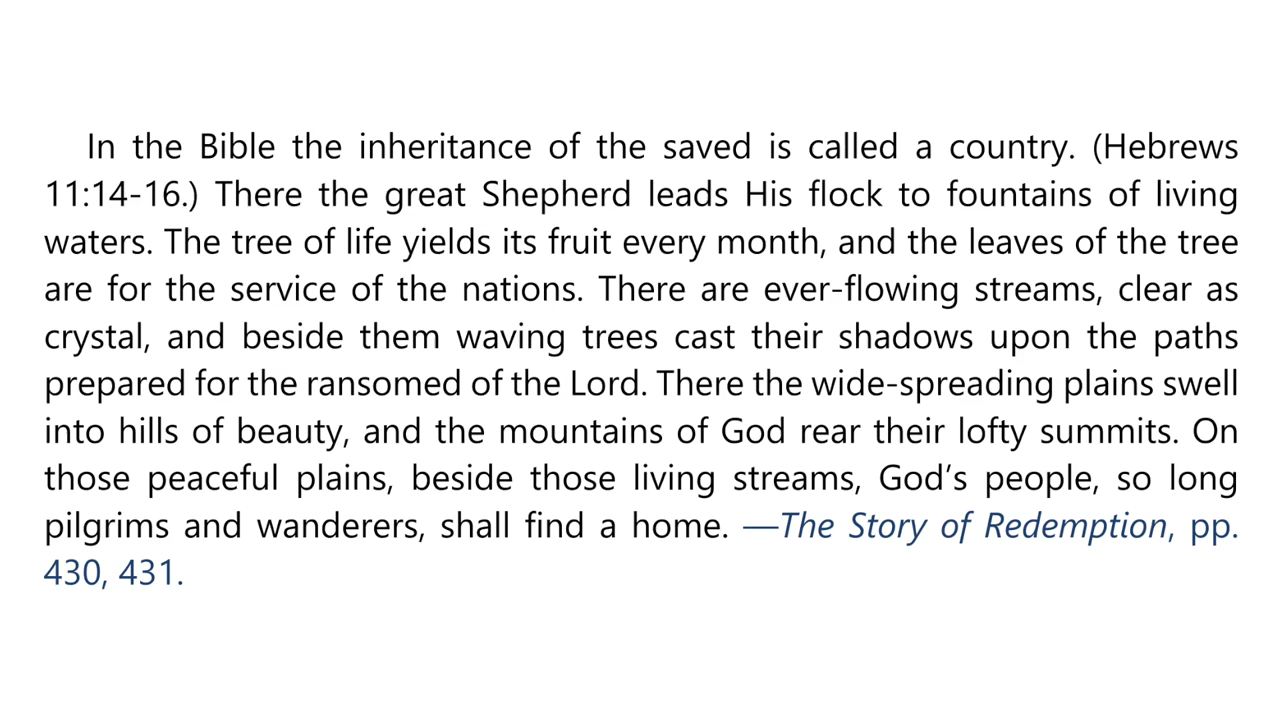 In the Bible the inheritance of the saved is called a country. (Hebrews
11:14-16.) There the great Shepherd leads His flock to fountains of living
waters. The tree of life yields its fruit every month, and the leaves of the tree
are for the service of the nations. There are ever-flowing streams, clear as
crystal, and beside them waving trees cast their shadows upon the paths
prepared for the ransomed of the Lord. There the wide-spreading plains swell
into hills of beauty, and the mountains of God rear their lofty summits. On
those peaceful plains, beside those living streams, God’s people, so long
pilgrims and wanderers, shall find a home. —The Story of Redemption, pp.
430, 431.